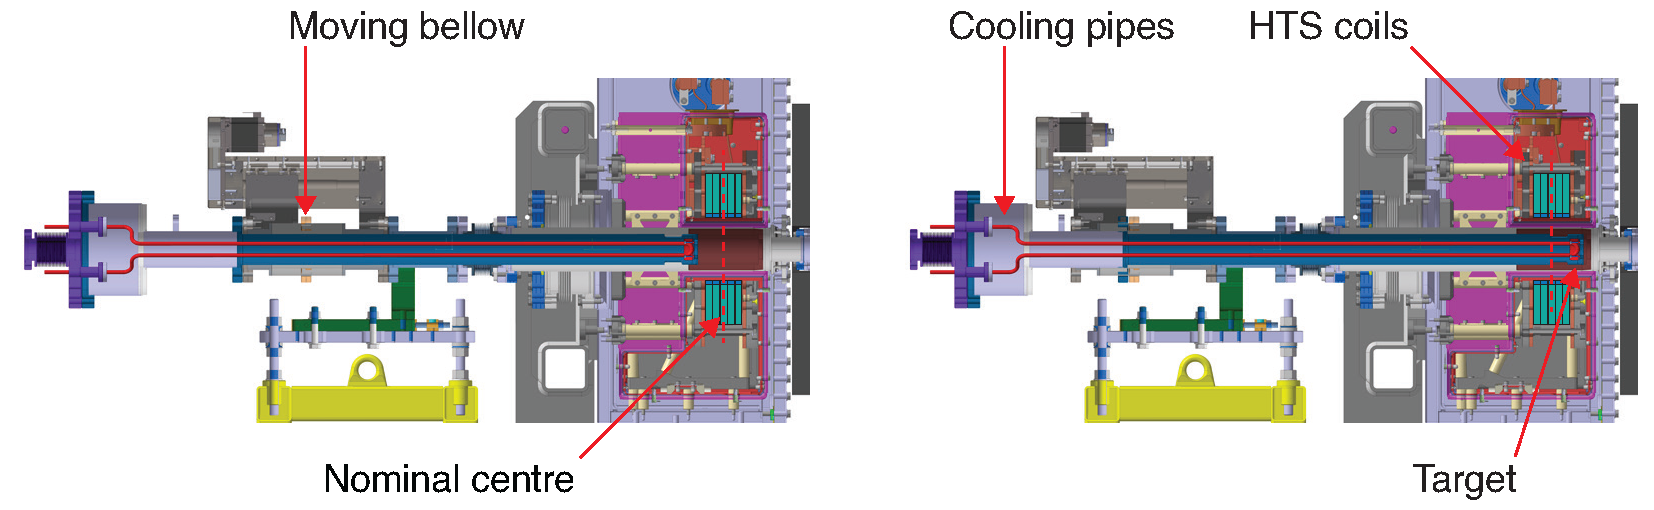 Moving bellow
Cooling pipes
HTS coils
Nominal centre
Target